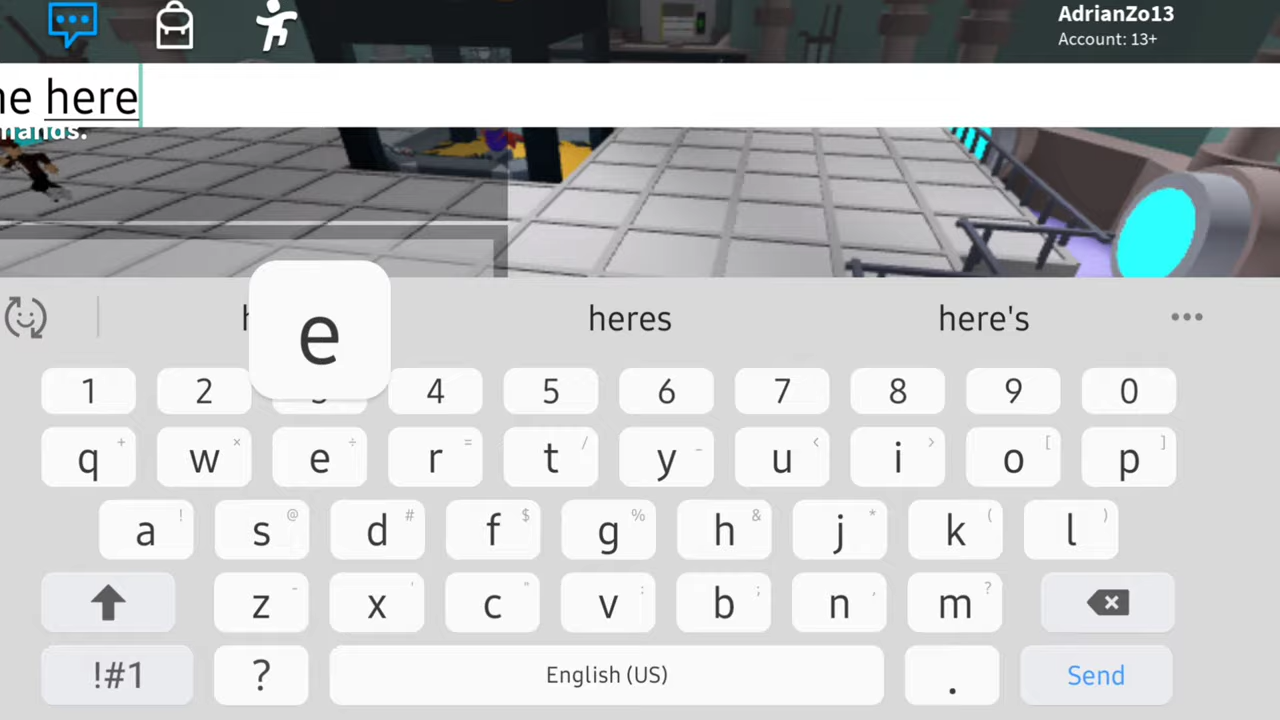 AdrianZo13
Account: 13+
here
mands.
e
heres
here's
1 2 4 5 6 7 8 9 0
q + w × e ÷ r = t / y _ u < i > o [ p ]
a ! s @ d # f $ g % h & j * k ( l )
z - x ' c " v : b ; n , m ?
!#1 ? English (US) . Send